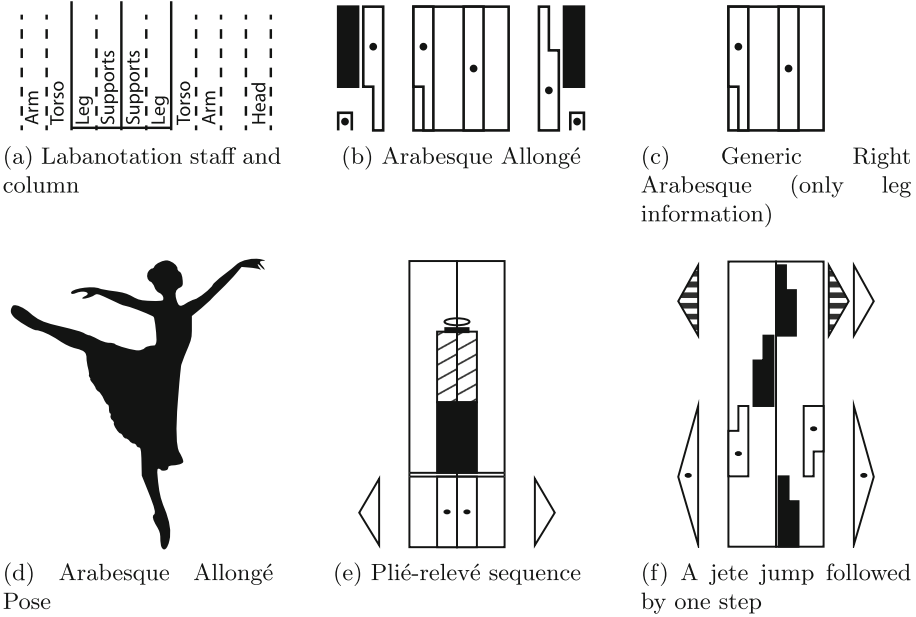 Arm
Torso
Leg
Supports
Supports
Leg
Torso
Arm
Head
(a) Labanotation staff and
column
(b) Arabesque Allongé
(c) Generic Right
Arabesque (only leg
information)
(d) Arabesque Allongé
Pose
(e) Plié-relevé sequence
(f) A jete jump followed
by one step